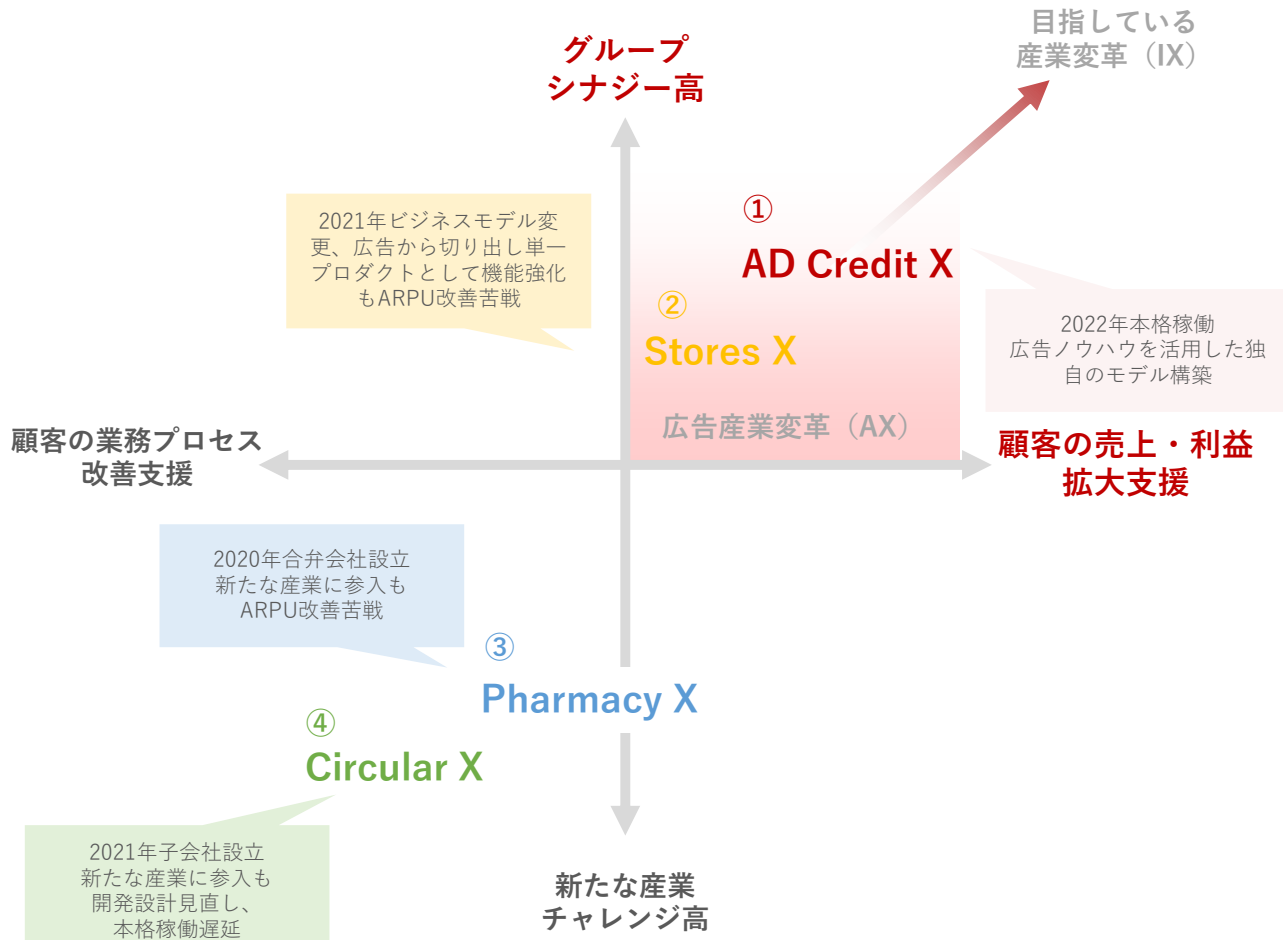 目指している
産業変革（IX）
グループ
シナジー高
①
AD Credit X
2021年ビジネスモデル変
更、広告から切り出し単一
プロダクトとして機能強化
もARPU改善苦戦
②
Stores X
2022年本格稼働
広告ノウハウを活用した独
自のモデル構築
広告産業変革（AX）
顧客の業務プロセス
改善支援
顧客の売上・利益
拡大支援
2020年合弁会社設立
新たな産業に参入も
ARPU改善苦戦
③
Pharmacy X
④
Circular X
2021年子会社設立
新たな産業に参入も
開発設計見直し、
本格稼働遅延
新たな産業
チャレンジ高